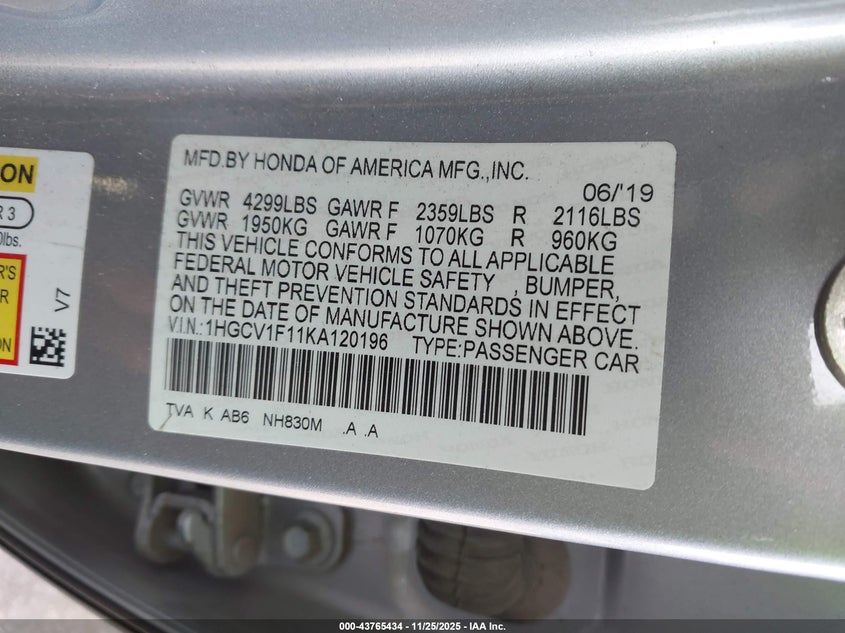 MFD.BY HONDA OF AMERICA MFG.,INC.
06/'19
GVWR 4299LBS GAWR F 2359LBS R 2116LBS
GVWR 1950KG GAWR F 1070KG R 960KG
THIS VEHICLE CONFORMS TO ALL APPLICABLE
FEDERAL MOTOR VEHICLE SAFETY , BUMPER,
AND THEFT PREVENTION STANDARDS IN EFFECT
ON THE DATE OF MANUFACTURE SHOWN ABOVE.
V.I.N.:1HGCV1F11KA120196 TYPE:PASSENGER CAR
TVA K AB6 NH830M .A .A
ON
R 3
0lbs.
R'S
R
ON
V7
000-43765434 - 11/25/2025 - IAA Inc.